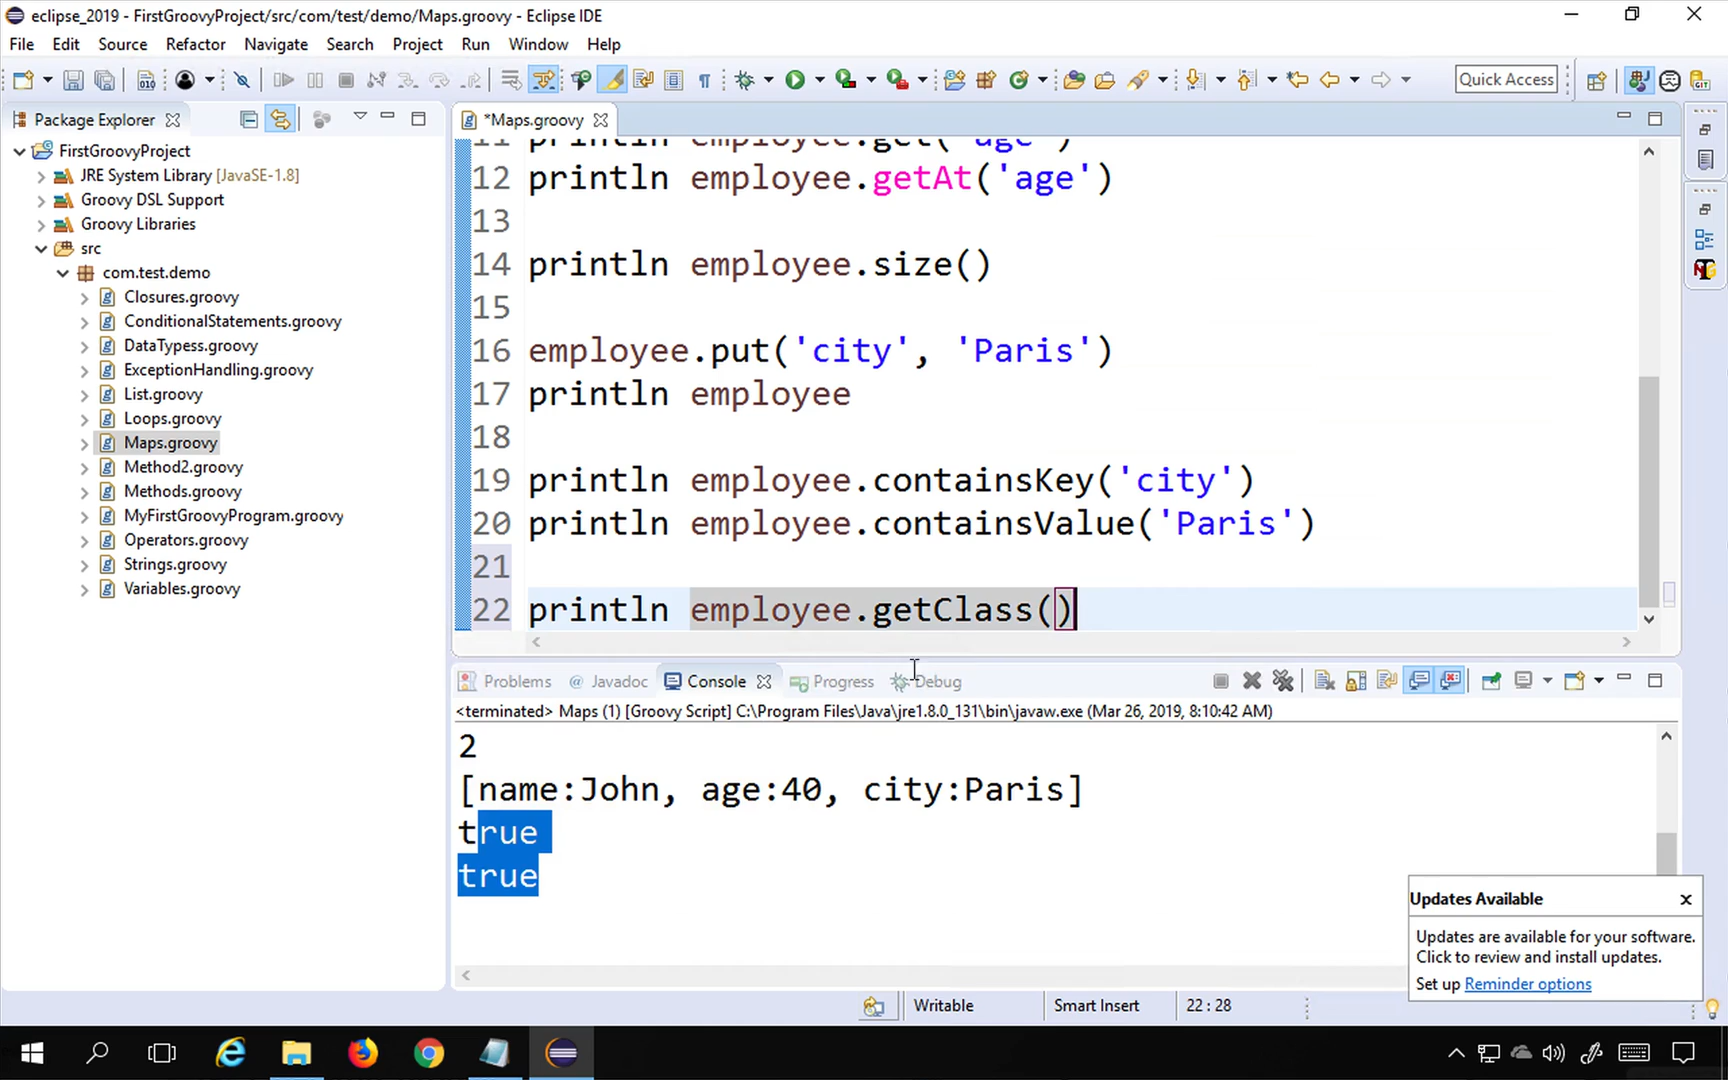 eclipse_2019 - FirstGroovyProject/src/com/test/demo/Maps.groovy - Eclipse IDE
File Edit Source Refactor Navigate Search Project Run Window Help
Quick Access
Package Explorer
*Maps.groovy
FirstGroovyProject
JRE System Library [JavaSE-1.8]
Groovy DSL Support
Groovy Libraries
src
com.test.demo
Closures.groovy
ConditionalStatements.groovy
DataTypess.groovy
ExceptionHandling.groovy
List.groovy
Loops.groovy
Maps.groovy
Method2.groovy
Methods.groovy
MyFirstGroovyProgram.groovy
Operators.groovy
Strings.groovy
Variables.groovy
11 println employee.get('age')
12 println employee.getAt('age')
13
14 println employee.size()
15
16 employee.put('city', 'Paris')
17 println employee
18
19 println employee.containsKey('city')
20 println employee.containsValue('Paris')
21
22 println employee.getClass()
Problems @ Javadoc Console Progress Debug
<terminated> Maps (1) [Groovy Script] C:\Program Files\Java\jre1.8.0_131\bin\javaw.exe (Mar 26, 2019, 8:10:42 AM)
2
[name:John, age:40, city:Paris]
true
true
Updates Available
Updates are available for your software.
Click to review and install updates.
Set up Reminder options
Writable Smart Insert 22 : 28